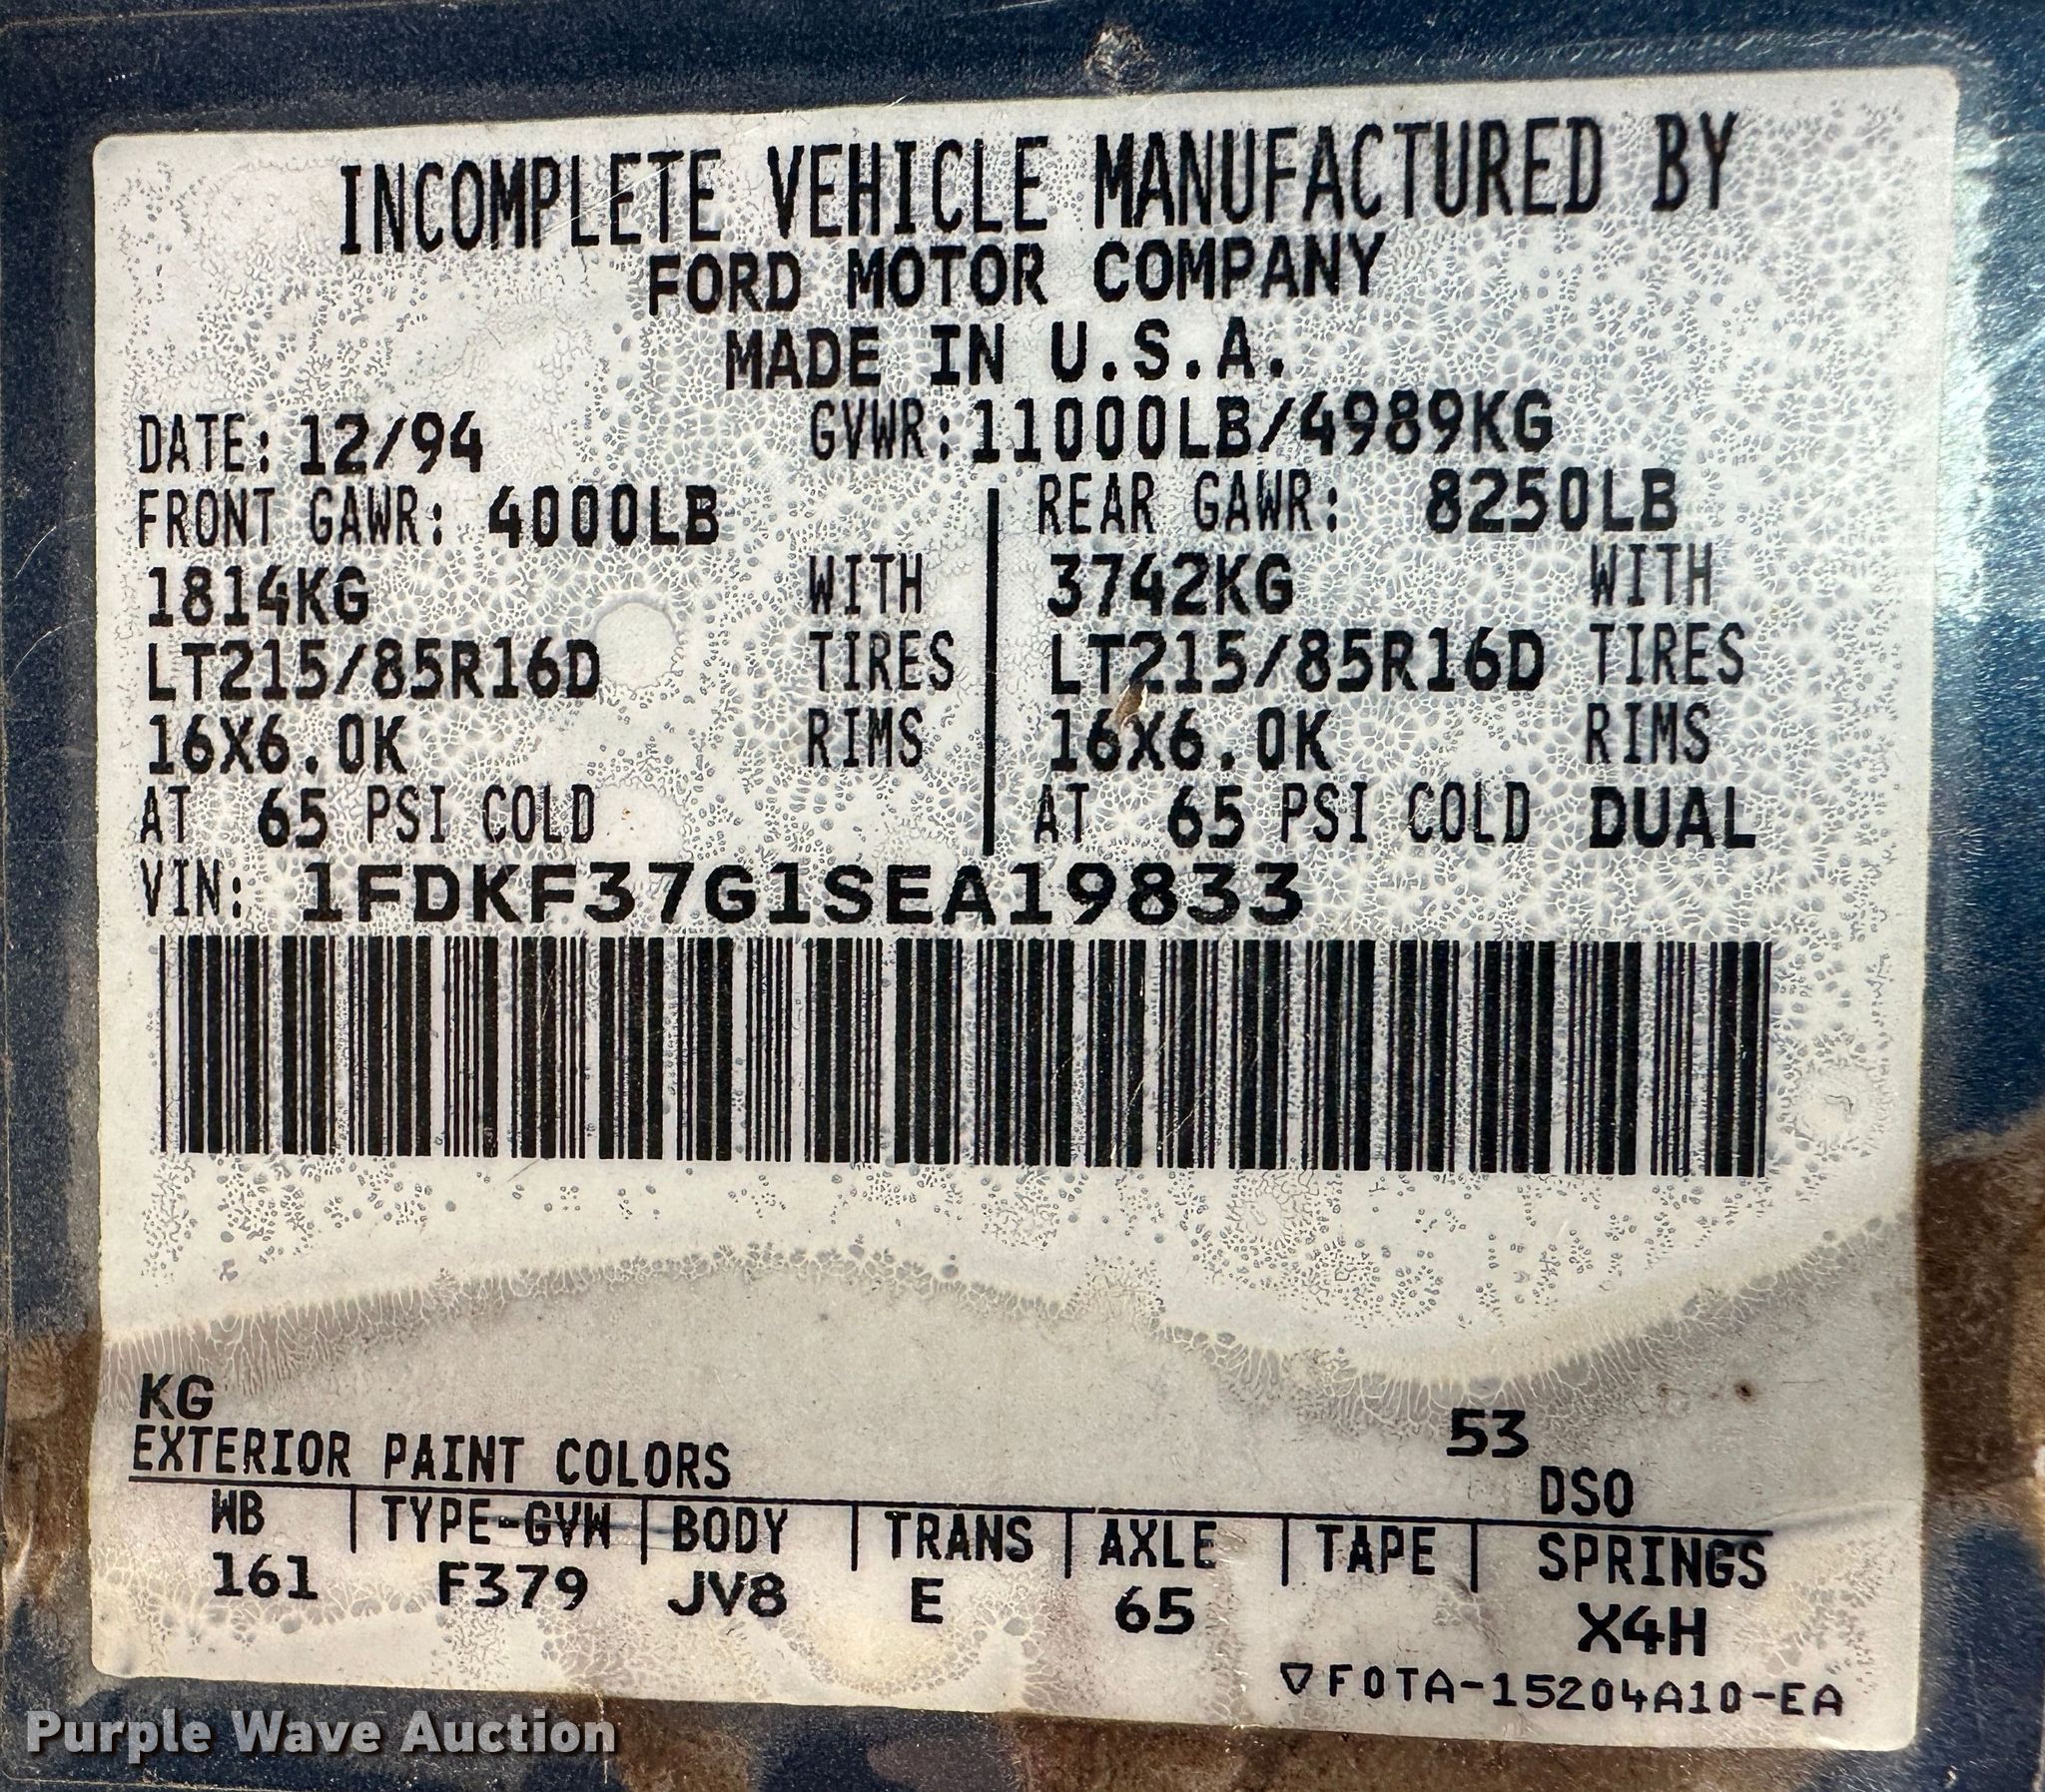 INCOMPLETE VEHICLE MANUFACTURED BY
FORD MOTOR COMPANY
MADE IN U.S.A.
DATE: 12/94 GVWR: 11000LB/4989KG
FRONT GAWR: 4000LB REAR GAWR: 8250LB
1814KG WITH 3742KG WITH
LT215/85R16D TIRES LT215/85R16D TIRES
16X6.0K RIMS 16X6.0K RIMS
AT 65 PSI COLD AT 65 PSI COLD DUAL
VIN: 1FDKF37G1SEA19833
KG 53
EXTERIOR PAINT COLORS DSO
WB TYPE-GVW BODY TRANS AXLE TAPE SPRINGS
161 F379 JV8 E 65 X4H
▽F0TA-15204A10-EA
Purple Wave Auction